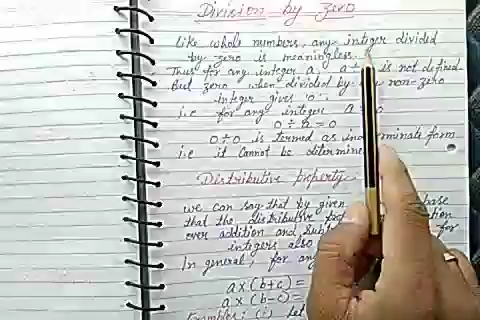 Division by zero
Like whole numbers, any integer divided
by zero is meaningless.
Thus for any integer a, a ÷ is not defined
But zero, when divided by non-zero
integer gives '0'.
i.e for any integer a 0
0 ÷ a = 0
0 ÷ 0 is termed as indeterminate form
i.e it cannot be determine
Distributive property
we can say that by given base
that the distributive
over addition and for
integers also
In general, for any
a × (b+c) =
a × (b-c) =
(i)